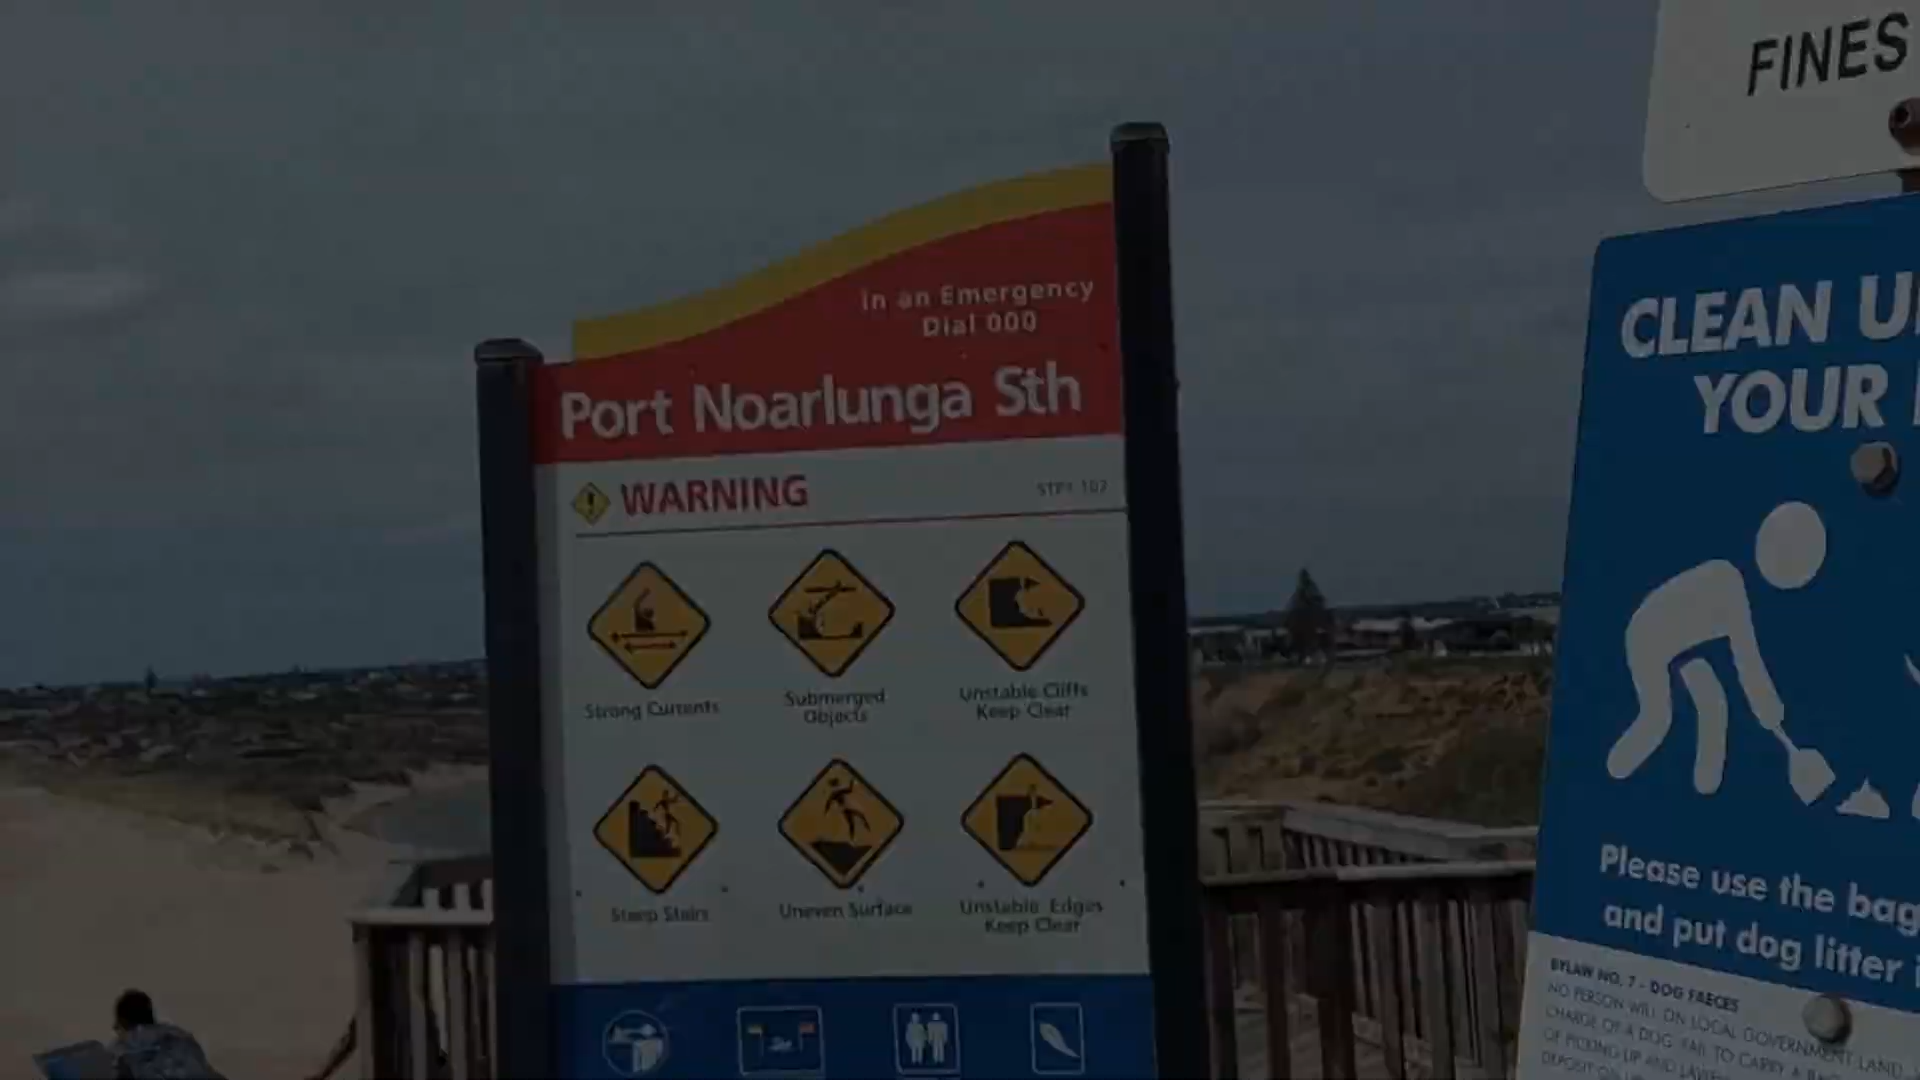 In an Emergency
Dial 000
Port Noarlunga Sth
WARNING
Strong Currents
Submerged
Objects
Unstable Cliffs
Keep Clear
Steep Stairs
Uneven Surface
Unstable Edges
Keep Clear
FINES
CLEAN U
YOUR
Please use the bag
and put dog litter i
BYLAW NO. 7 - DOG FAECES
NO PERSON WILL ON LOCAL GOVERNMENT LAND
CHARGE OF A DOG FAIL TO CARRY A BAG
OF PICKING UP AND
DEPOSIT ON